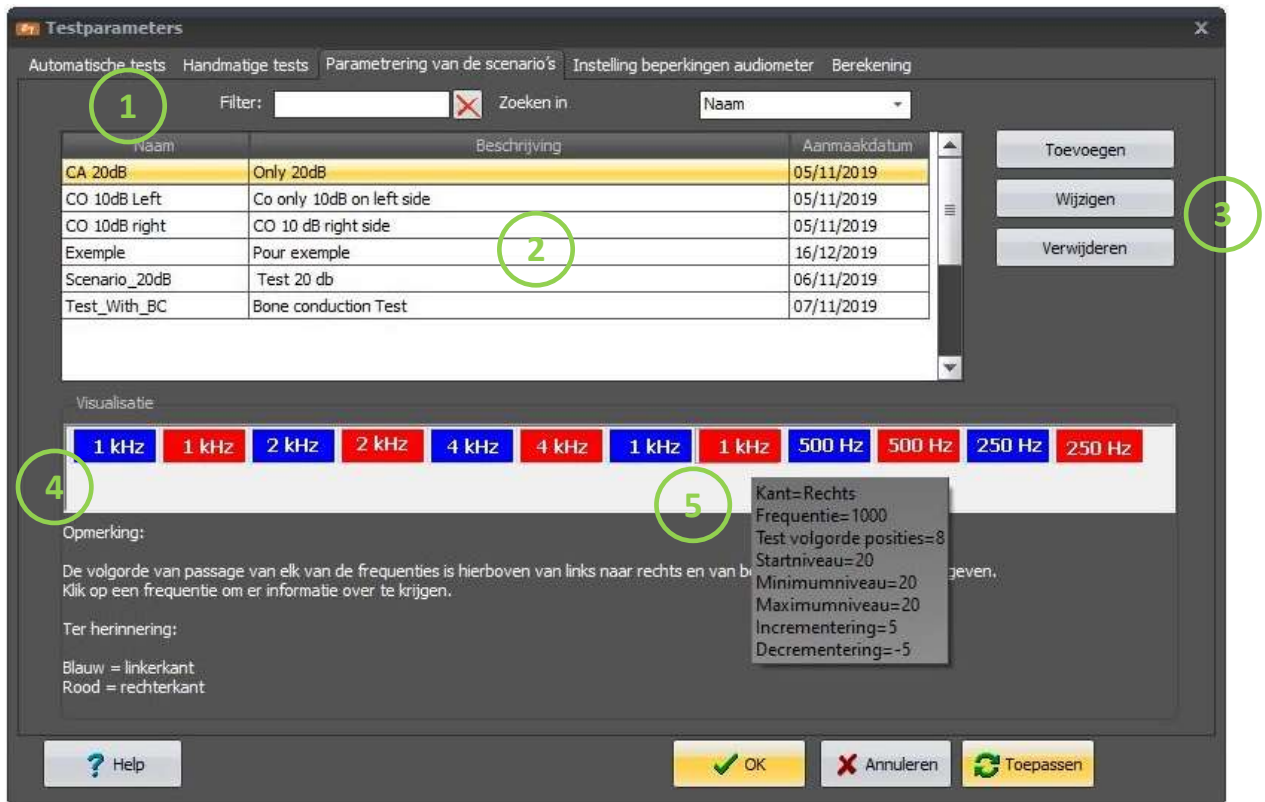 Testparameters
X
Automatische tests Handmatige tests Parametrering van de scenario's Instelling beperkingen audiometer Berekening
1
Filter: Zoeken in Naam
Naam Beschrijving Aanmaakdatum
CA 20dB Only 20dB 05/11/2019
CO 10dB Left Co only 10dB on left side 05/11/2019
CO 10dB right CO 10 dB right side 05/11/2019
Exemple Pour exemple 16/12/2019
Scenario_20dB Test 20 db 06/11/2019
Test_With_BC Bone conduction Test 07/11/2019
2
Toevoegen
Wijzigen
Verwijderen
3
Visualisatie
1 kHz 1 kHz 2 kHz 2 kHz 4 kHz 4 kHz 1 kHz 1 kHz 500 Hz 500 Hz 250 Hz 250 Hz
4
5
Kant=Rechts
Frequentie=1000
Test volgorde posities=8
Startniveau=20
Minimumniveau=20
Maximumniveau=20
Incrementering=5
Decrementering=-5
Opmerking:
De volgorde van passage van elk van de frequenties is hierboven van links naar rechts en van geven.
Klik op een frequentie om er informatie over te krijgen.
Ter herinnering:
Blauw = linkerkant
Rood = rechterkant
? Help
OK
Annuleren
Toepassen